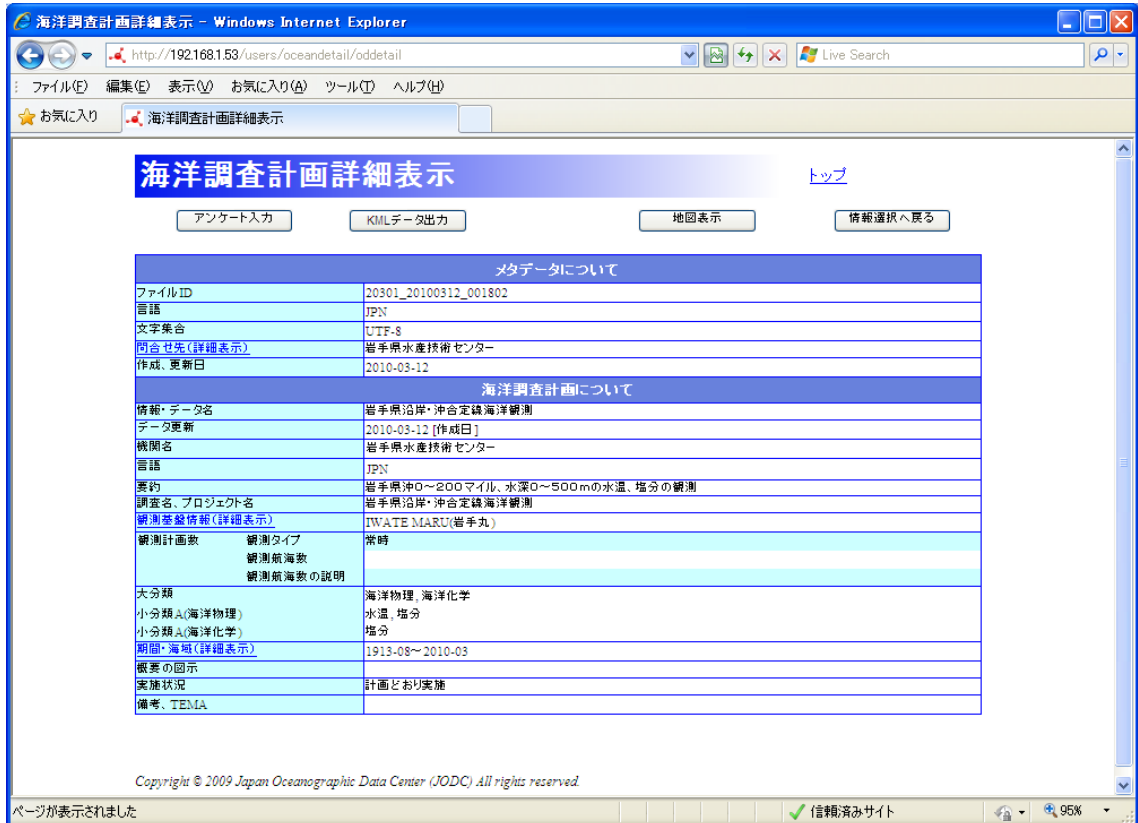 海洋調査計画詳細表示 - Windows Internet Explorer
http://192.168.1.53/users/oceandetail/oddetail
Live Search
ファイル(F) 編集(E) 表示(V) お気に入り(A) ツール(T) ヘルプ(H)
お気に入り 海洋調査計画詳細表示
海洋調査計画詳細表示 トップ
アンケート入力 KMLデータ出力 地図表示 情報選択へ戻る
メタデータについて
ファイルID 20301_20100312_001802
言語 JPN
文字集合 UTF-8
問合せ先(詳細表示) 岩手県水産技術センター
作成、更新日 2010-03-12
海洋調査計画について
情報・データ名 岩手県沿岸・沖合定線海洋観測
データ更新 2010-03-12 [作成日]
機関名 岩手県水産技術センター
言語 JPN
要約 岩手県沖0～200マイル、水深0～500mの水温、塩分の観測
調査名、プロジェクト名 岩手県沿岸・沖合定線海洋観測
観測基盤情報(詳細表示) IWATE MARU(岩手丸)
観測計画数 観測タイプ 常時
観測航海数
観測航海数の説明
大分類 海洋物理, 海洋化学
小分類A(海洋物理) 水温, 塩分
小分類A(海洋化学) 塩分
期間・海域(詳細表示) 1913-08～2010-03
概要の図示
実施状況 計画どおり実施
備考、TEMA
Copyright © 2009 Japan Oceanographic Data Center (JODC) All rights reserved.
ページが表示されました 信頼済みサイト 95%